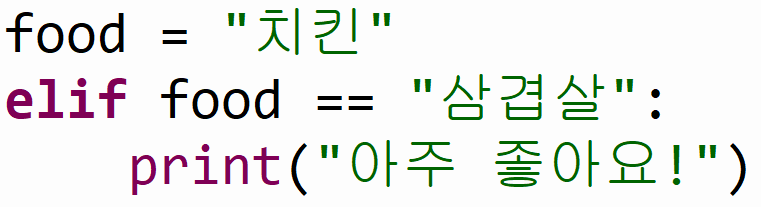 food = "치킨"
elif food == "삼겹살":
    print("아주 좋아요!")